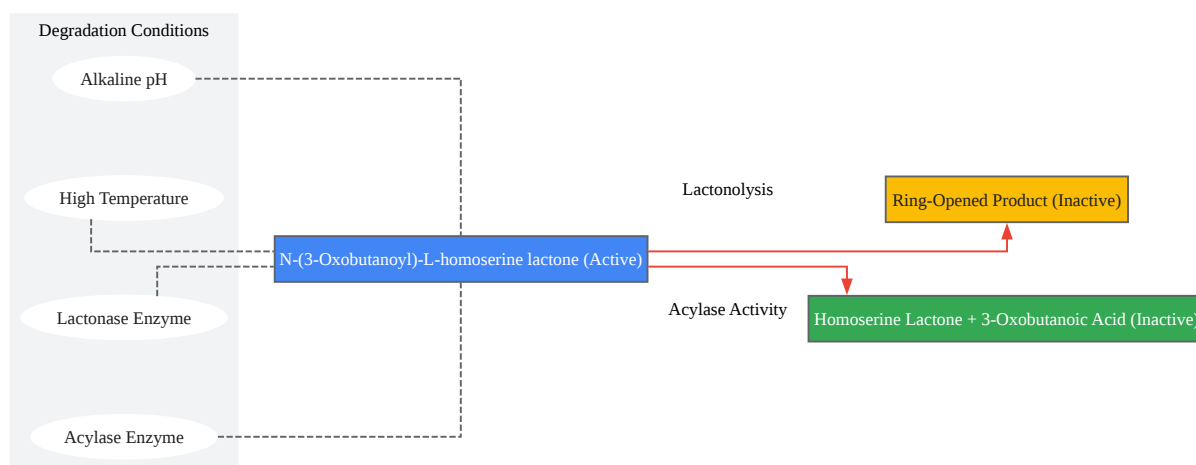 Degradation Conditions
Alkaline pH
High Temperature
Lactonase Enzyme
Acylase Enzyme
N-(3-Oxobutanoyl)-L-homoserine lactone (Active)
Lactonolysis
Ring-Opened Product (Inactive)
Acylase Activity
Homoserine Lactone + 3-Oxobutanoic Acid (Inactive)